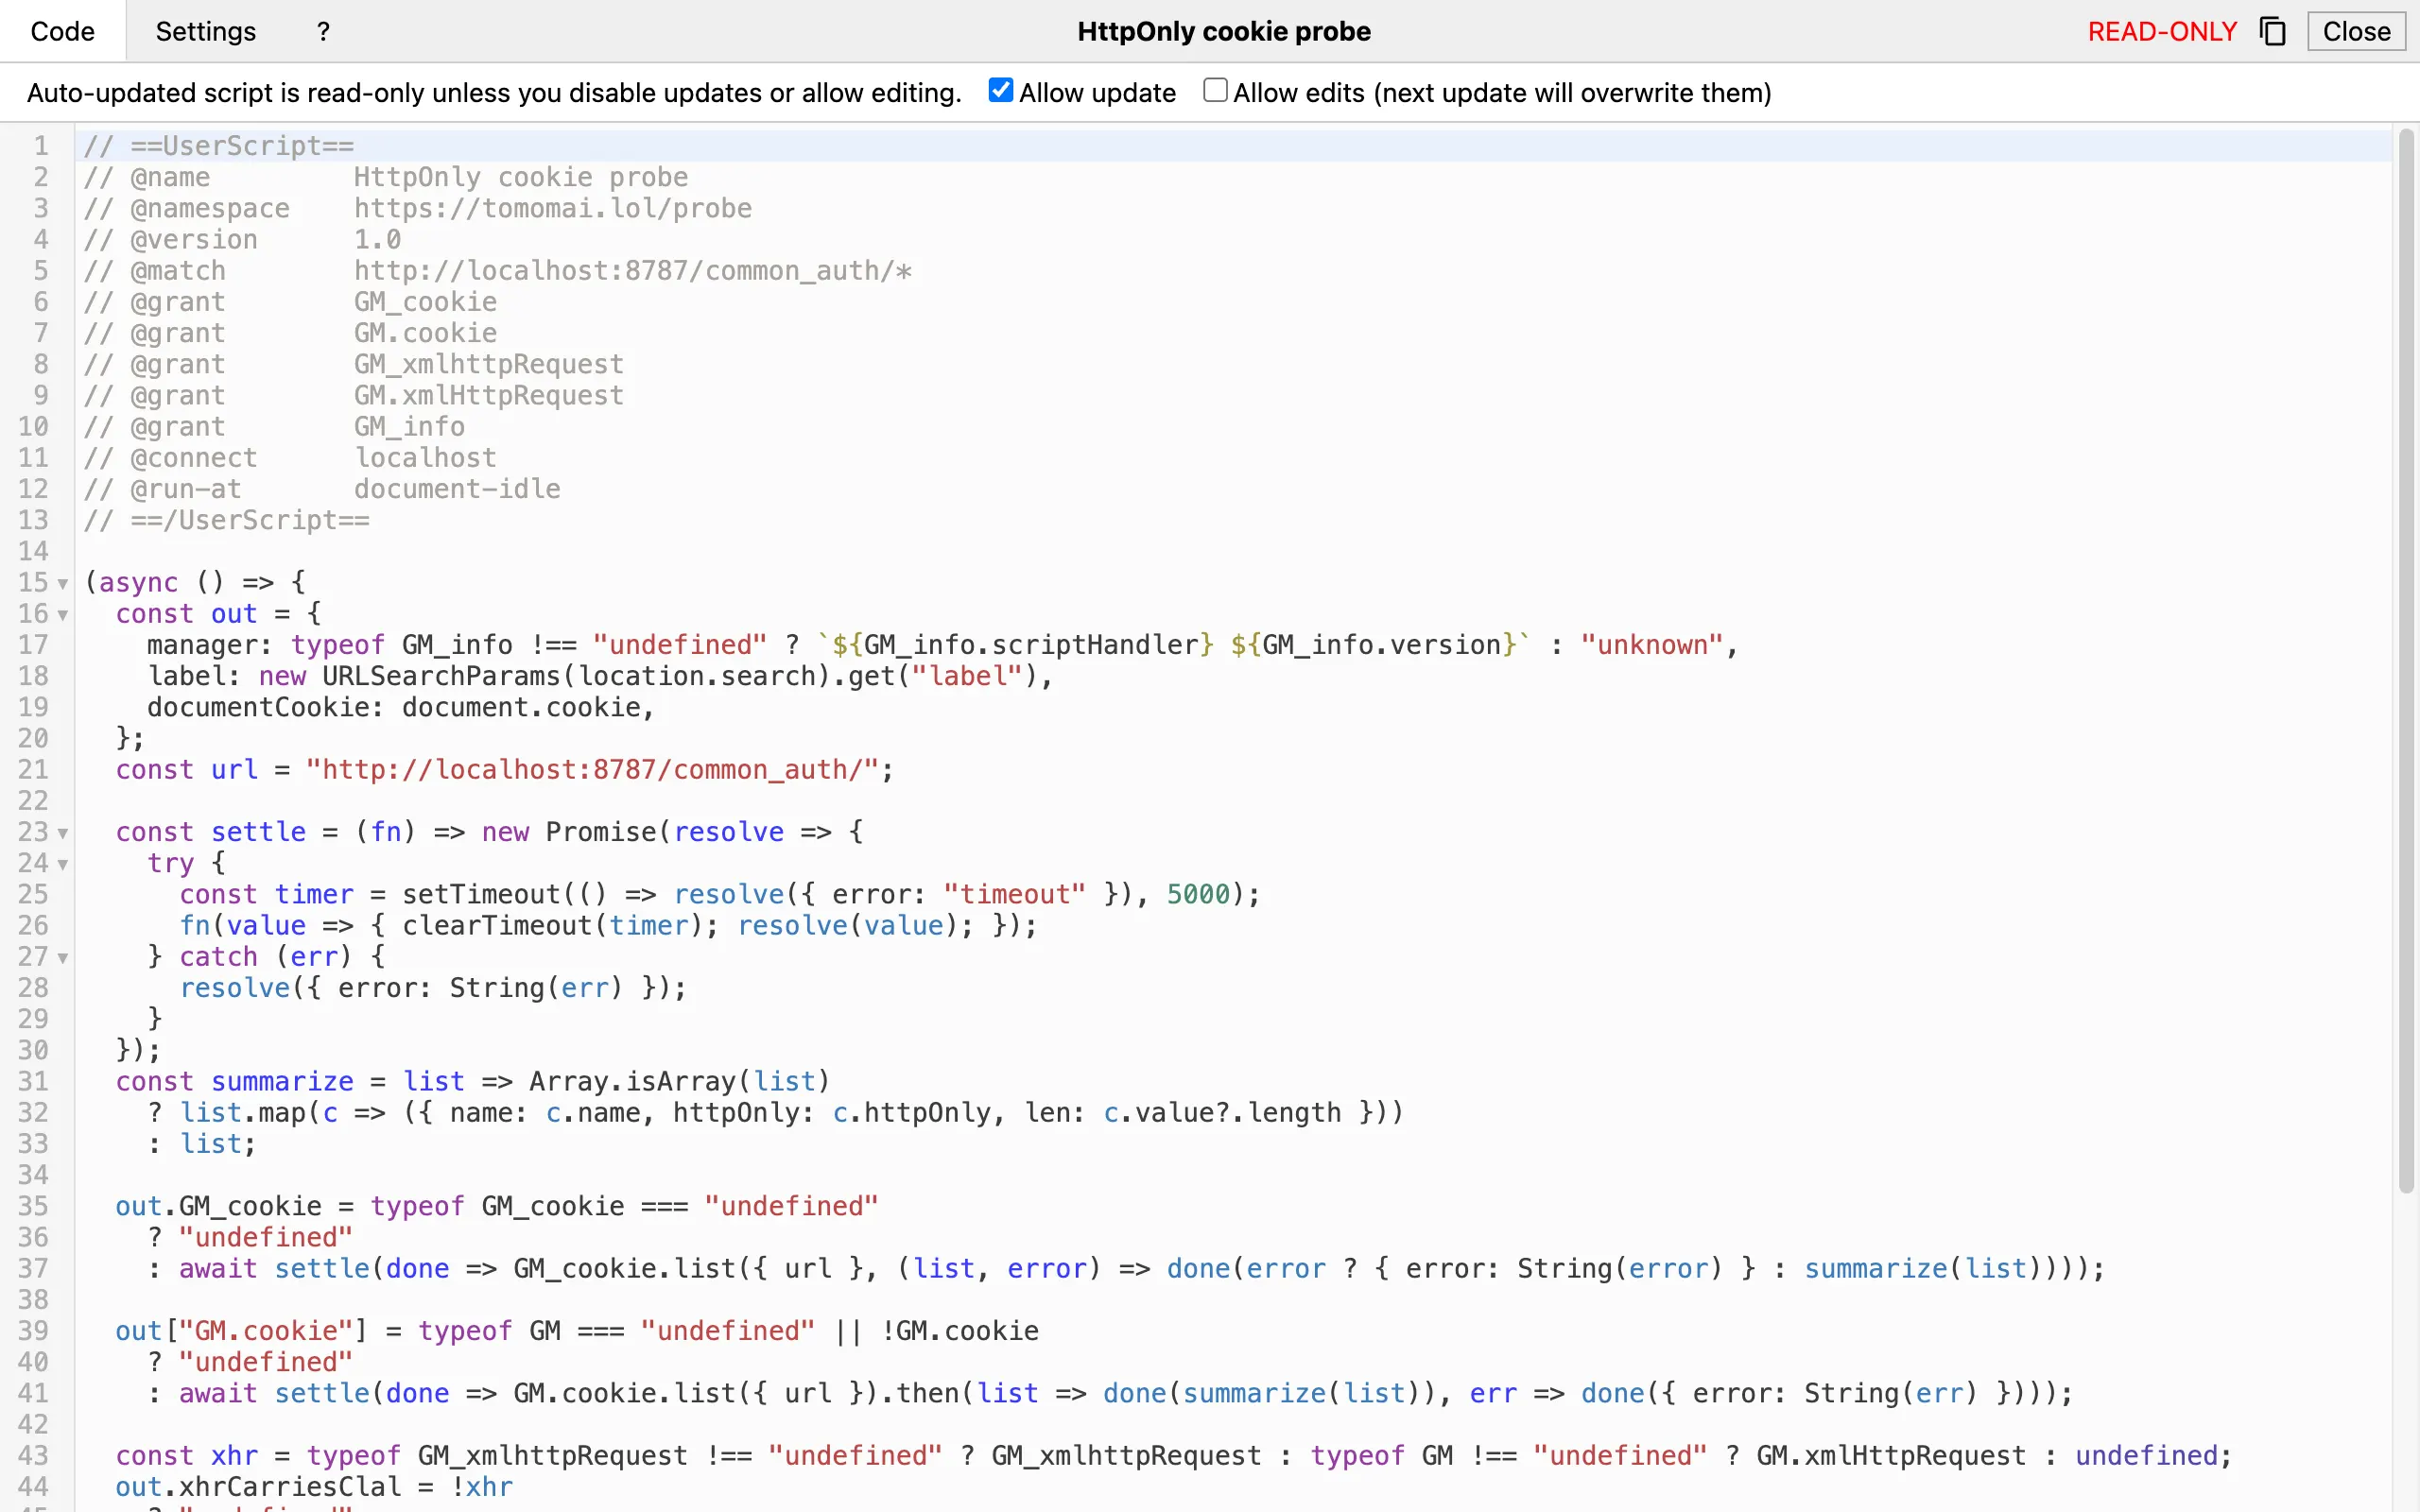 Code Settings ? HttpOnly cookie probe READ-ONLY Close
Auto-updated script is read-only unless you disable updates or allow editing. Allow update Allow edits (next update will overwrite them)
1 // ==UserScript==
2 // @name         HttpOnly cookie probe
3 // @namespace    https://tomomai.lol/probe
4 // @version      1.0
5 // @match        http://localhost:8787/common_auth/*
6 // @grant        GM_cookie
7 // @grant        GM.cookie
8 // @grant        GM_xmlhttpRequest
9 // @grant        GM.xmlHttpRequest
10 // @grant        GM_info
11 // @connect      localhost
12 // @run-at       document-idle
13 // ==/UserScript==
14
15 (async () => {
16   const out = {
17     manager: typeof GM_info !== "undefined" ? `${GM_info.scriptHandler} ${GM_info.version}` : "unknown",
18     label: new URLSearchParams(location.search).get("label"),
19     documentCookie: document.cookie,
20   };
21   const url = "http://localhost:8787/common_auth/";
22
23   const settle = (fn) => new Promise(resolve => {
24     try {
25       const timer = setTimeout(() => resolve({ error: "timeout" }), 5000);
26       fn(value => { clearTimeout(timer); resolve(value); });
27     } catch (err) {
28       resolve({ error: String(err) });
29     }
30   });
31   const summarize = list => Array.isArray(list)
32     ? list.map(c => ({ name: c.name, httpOnly: c.httpOnly, len: c.value?.length }))
33     : list;
34
35   out.GM_cookie = typeof GM_cookie === "undefined"
36     ? "undefined"
37     : await settle(done => GM_cookie.list({ url }, (list, error) => done(error ? { error: String(error) } : summarize(list))));
38
39   out["GM.cookie"] = typeof GM === "undefined" || !GM.cookie
40     ? "undefined"
41     : await settle(done => GM.cookie.list({ url }).then(list => done(summarize(list)), err => done({ error: String(err) })));
42
43   const xhr = typeof GM_xmlhttpRequest !== "undefined" ? GM_xmlhttpRequest : typeof GM !== "undefined" ? GM.xmlHttpRequest : undefined;
44   out.xhrCarriesClal = !xhr